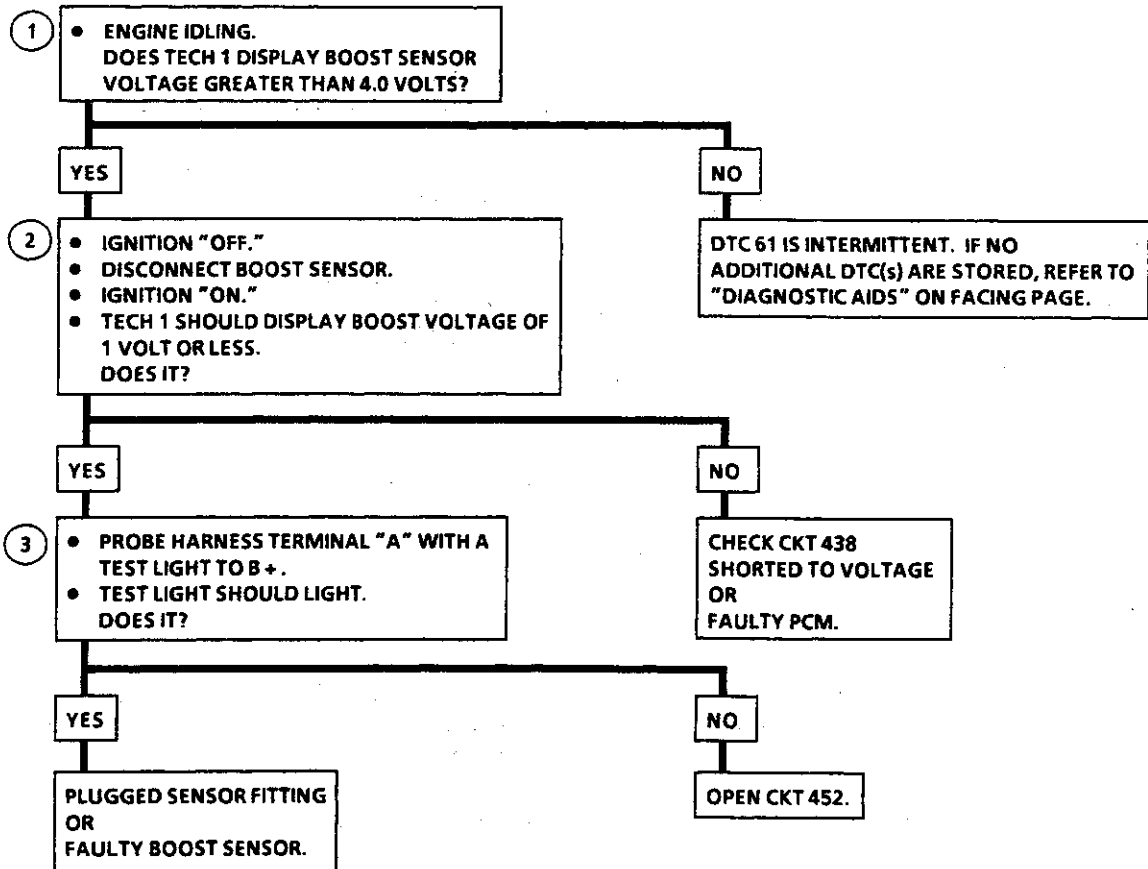 1
• ENGINE IDLING.
DOES TECH 1 DISPLAY BOOST SENSOR
VOLTAGE GREATER THAN 4.0 VOLTS?
YES
NO
2
• IGNITION "OFF."
• DISCONNECT BOOST SENSOR.
• IGNITION "ON."
• TECH 1 SHOULD DISPLAY BOOST VOLTAGE OF
1 VOLT OR LESS.
DOES IT?
DTC 61 IS INTERMITTENT. IF NO
ADDITIONAL DTC(s) ARE STORED, REFER TO
"DIAGNOSTIC AIDS" ON FACING PAGE.
YES
NO
3
• PROBE HARNESS TERMINAL "A" WITH A
TEST LIGHT TO B+.
• TEST LIGHT SHOULD LIGHT.
DOES IT?
CHECK CKT 438
SHORTED TO VOLTAGE
OR
FAULTY PCM.
YES
NO
PLUGGED SENSOR FITTING
OR
FAULTY BOOST SENSOR.
OPEN CKT 452.